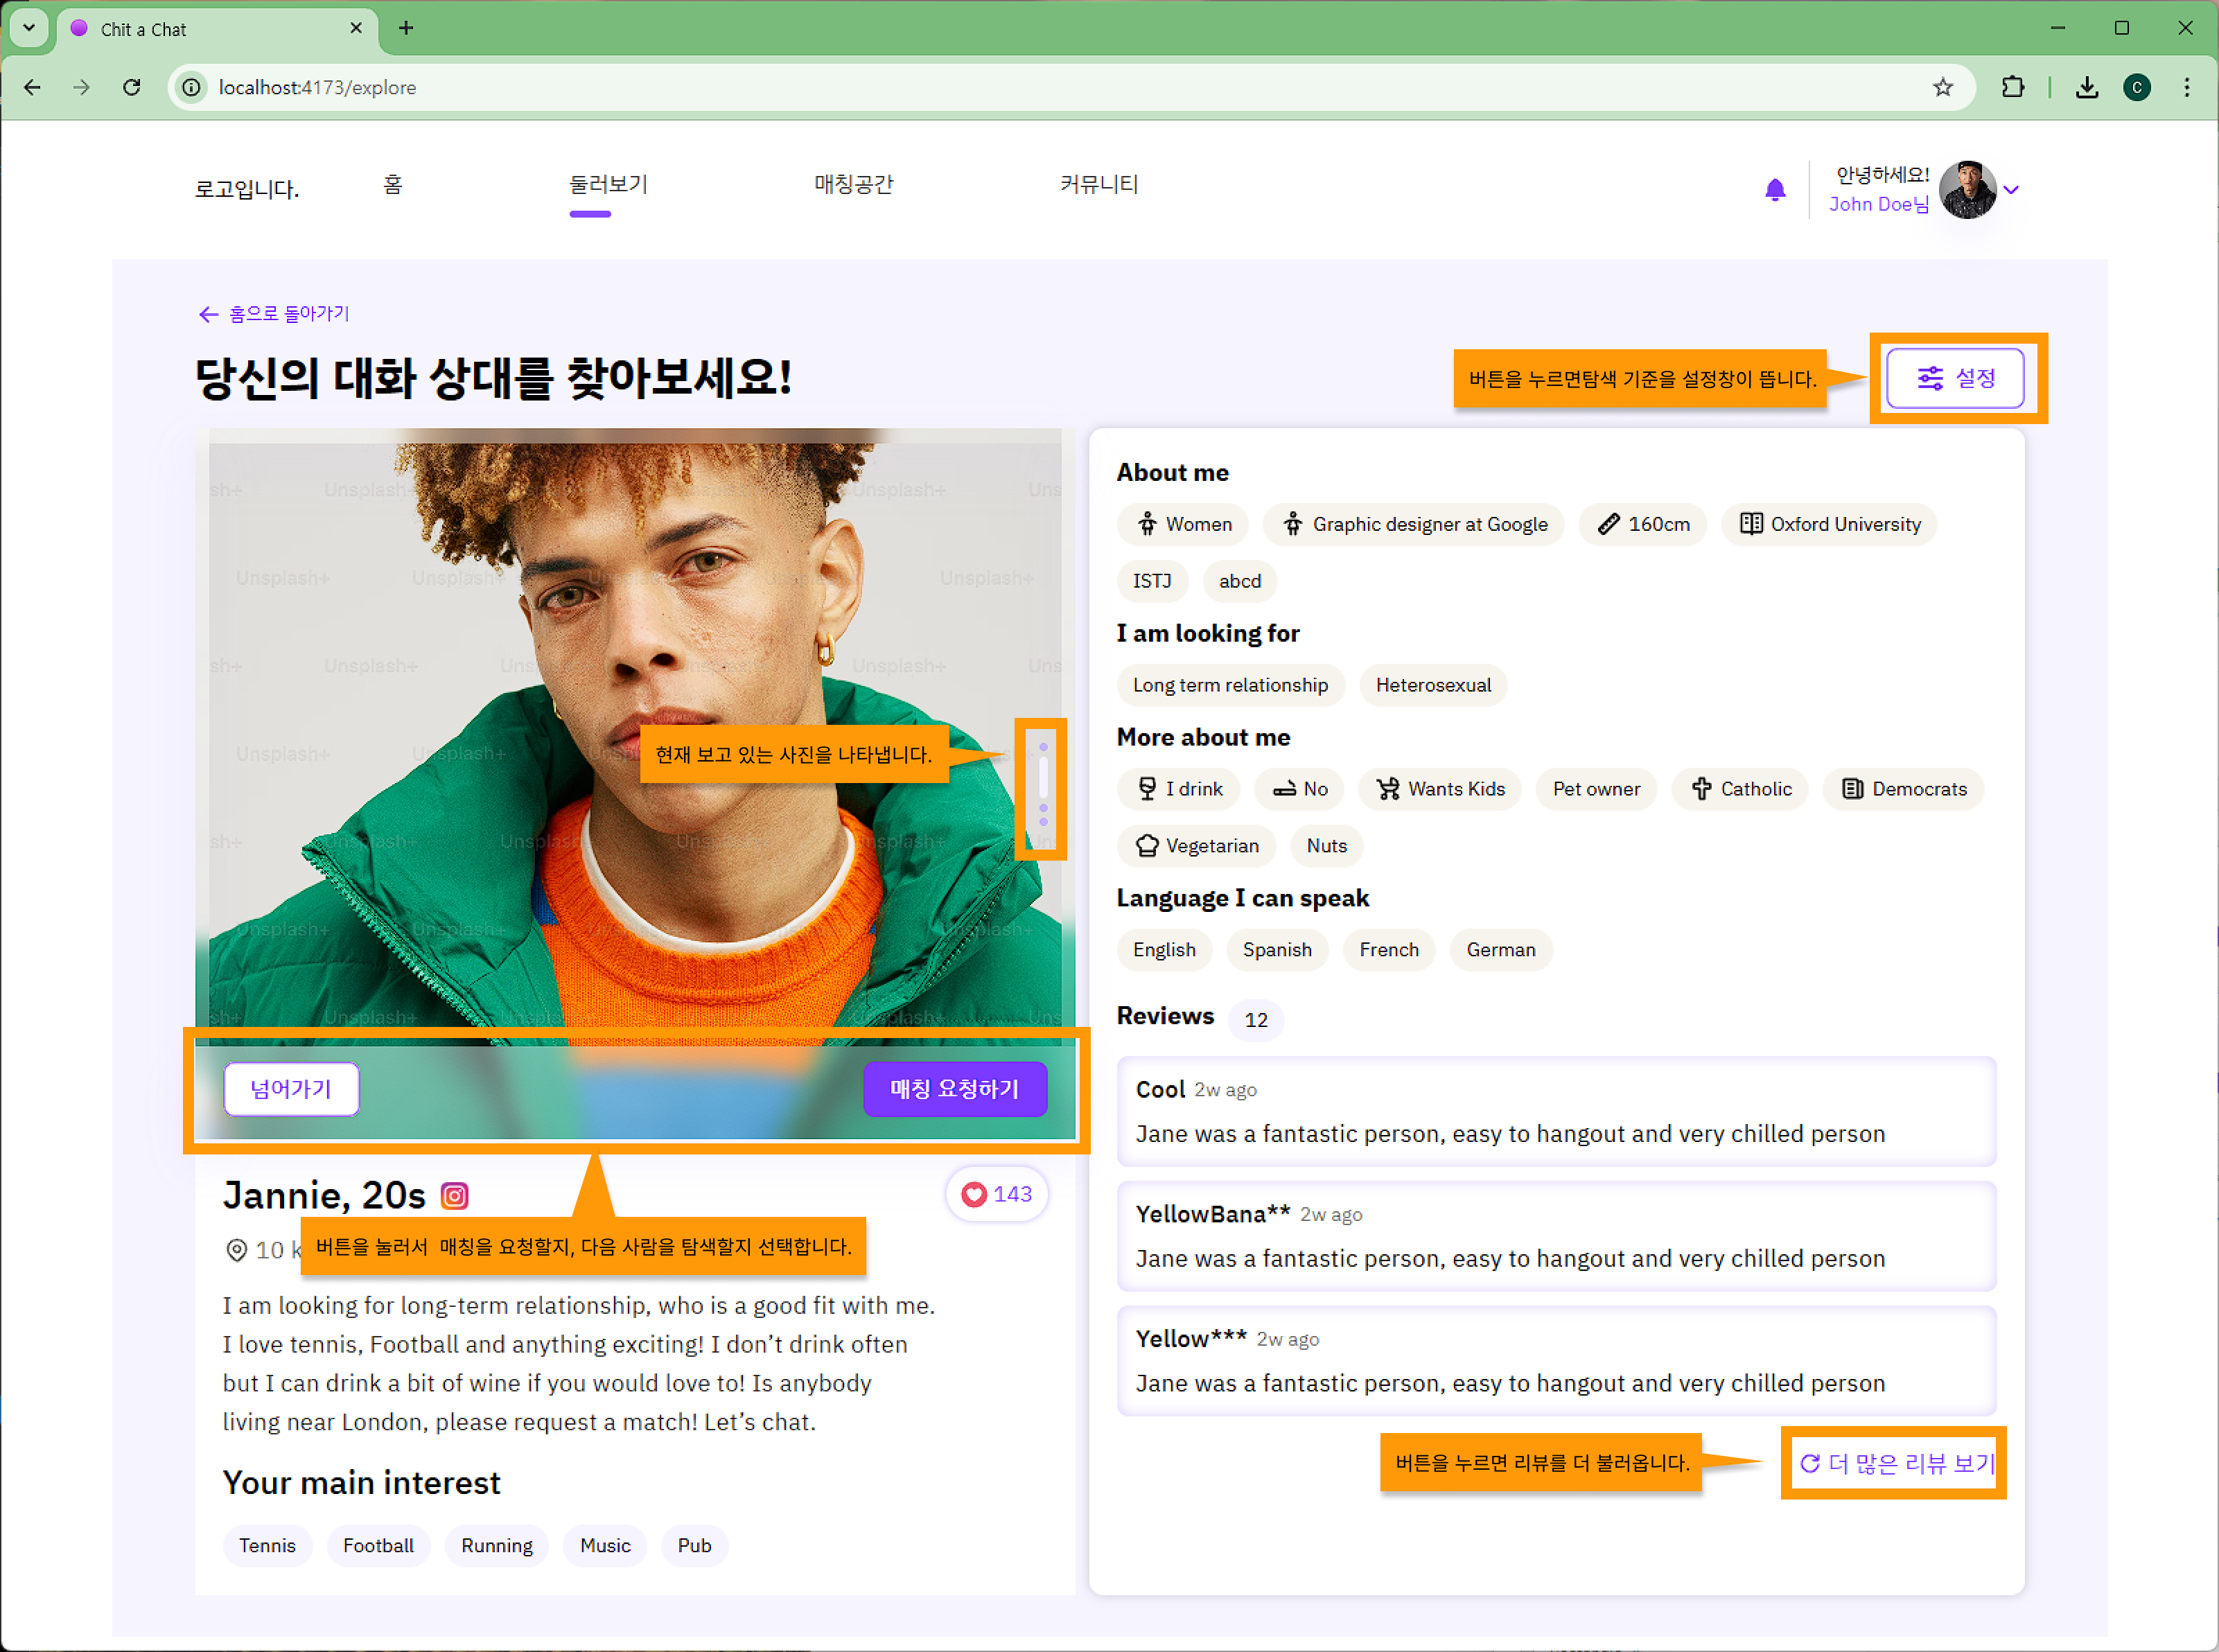 Chit a Chat
localhost:4173/explore
C
로고입니다.
홈
둘러보기
매칭공간
커뮤니티
안녕하세요!
John Doe님
홈으로 돌아가기
당신의 대화 상대를 찾아보세요!
버튼을 누르면탐색 기준을 설정창이 뜹니다.
설정
Unsplash+
현재 보고 있는 사진을 나타냅니다.
넘어가기
매칭 요청하기
Jannie, 20s
143
10 k
버튼을 눌러서 매칭을 요청할지, 다음 사람을 탐색할지 선택합니다.
I am looking for long-term relationship, who is a good fit with me.
I love tennis, Football and anything exciting! I don’t drink often
but I can drink a bit of wine if you would love to! Is anybody
living near London, please request a match! Let’s chat.
Your main interest
Tennis
Football
Running
Music
Pub
About me
Women
Graphic designer at Google
160cm
Oxford University
ISTJ
abcd
I am looking for
Long term relationship
Heterosexual
More about me
I drink
No
Wants Kids
Pet owner
Catholic
Democrats
Vegetarian
Nuts
Language I can speak
English
Spanish
French
German
Reviews 12
Cool 2w ago
Jane was a fantastic person, easy to hangout and very chilled person
YellowBana** 2w ago
Jane was a fantastic person, easy to hangout and very chilled person
Yellow*** 2w ago
Jane was a fantastic person, easy to hangout and very chilled person
버튼을 누르면 리뷰를 더 불러옵니다.
더 많은 리뷰 보기